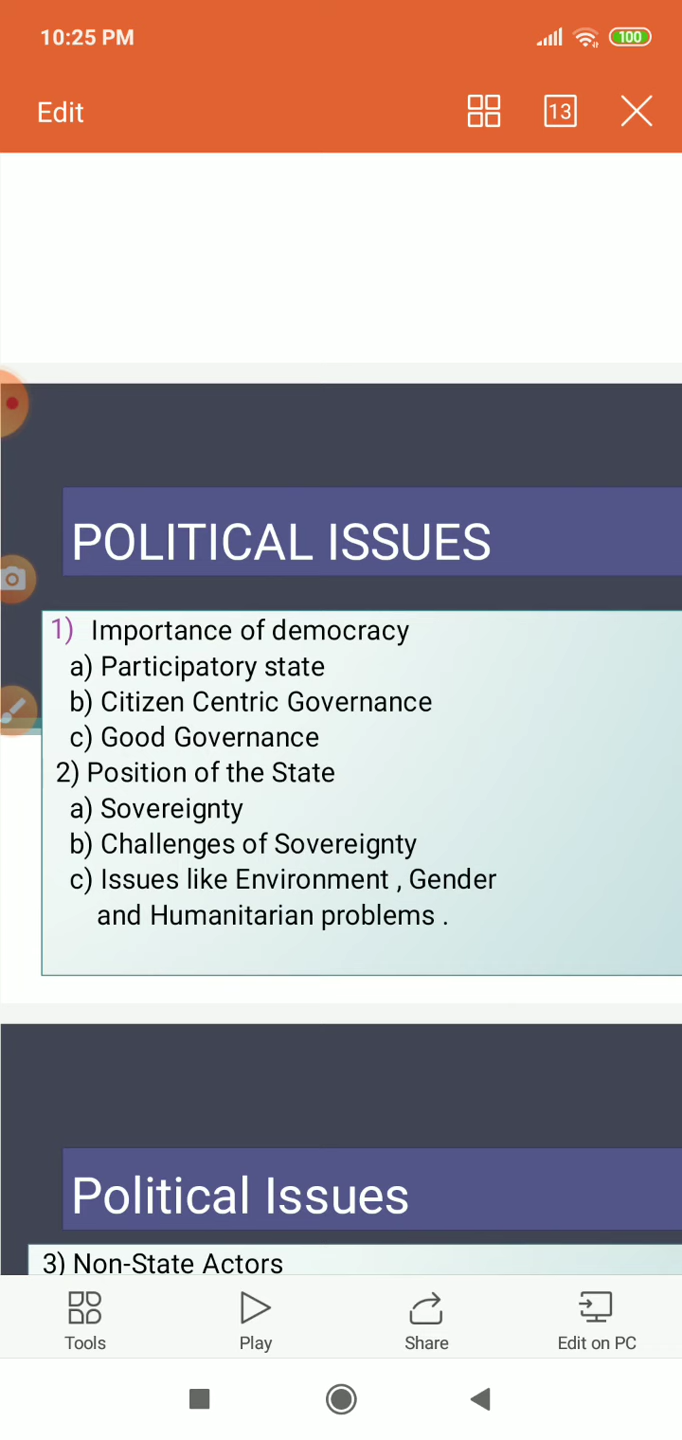 10:25 PM
100
Edit
13
POLITICAL ISSUES
1) Importance of democracy
a) Participatory state
b) Citizen Centric Governance
c) Good Governance
2) Position of the State
a) Sovereignty
b) Challenges of Sovereignty
c) Issues like Environment , Gender
and Humanitarian problems .
Political Issues
3) Non-State Actors
Tools
Play
Share
Edit on PC